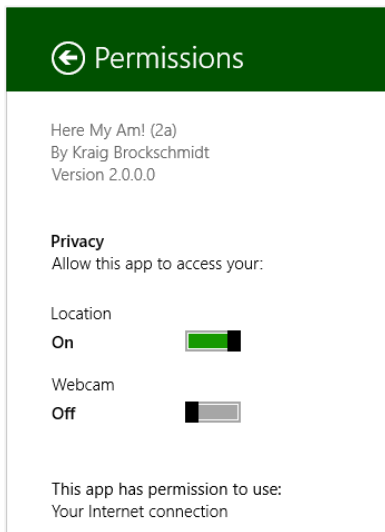 Permissions
Here My Am! (2a)
By Kraig Brockschmidt
Version 2.0.0.0
Privacy
Allow this app to access your:
Location
On
Webcam
Off
This app has permission to use:
Your Internet connection